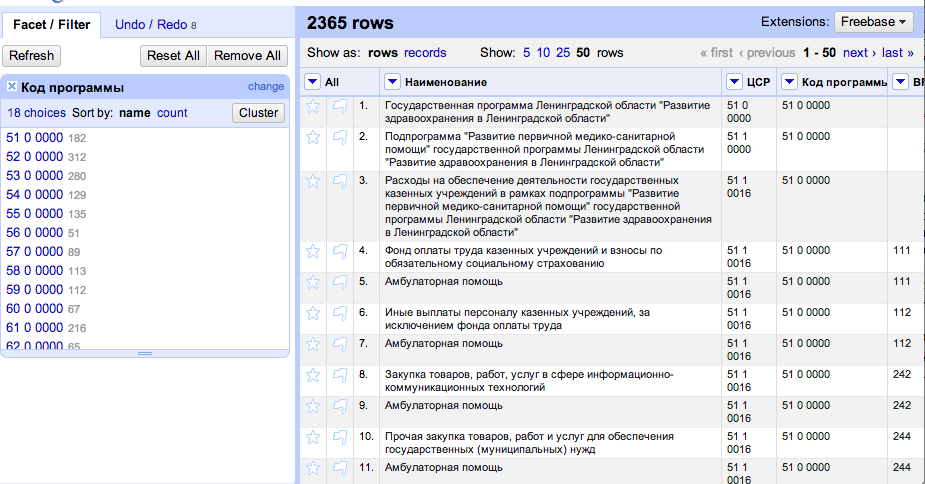 Facet / Filter Undo / Redo 8
Refresh Reset All Remove All
Код программы change
18 choices Sort by: name count Cluster
51 0 0000 182
52 0 0000 312
53 0 0000 280
54 0 0000 129
55 0 0000 135
56 0 0000 51
57 0 0000 89
58 0 0000 113
59 0 0000 112
60 0 0000 67
61 0 0000 216
62 0 0000 65
2365 rows Extensions: Freebase
Show as: rows records Show: 5 10 25 50 rows « first ‹ previous 1 - 50 next › last »
All Наименование ЦСР Код программы
1. Государственная программа Ленинградской области "Развитие 51 0 51 0 0000
здравоохранения в Ленинградской области" 0000
2. Подпрограмма "Развитие первичной медико-санитарной 51 1 51 0 0000
помощи" государственной программы Ленинградской области 0000
"Развитие здравоохранения в Ленинградской области"
3. Расходы на обеспечение деятельности государственных 51 1 51 0 0000
казенных учреждений в рамках подпрограммы "Развитие 0016
первичной медико-санитарной помощи" государственной
программы Ленинградской области "Развитие здравоохранения
в Ленинградской области"
4. Фонд оплаты труда казенных учреждений и взносы по 51 1 51 0 0000 111
обязательному социальному страхованию 0016
5. Амбулаторная помощь 51 1 51 0 0000 111
0016
6. Иные выплаты персоналу казенных учреждений, за 51 1 51 0 0000 112
исключением фонда оплаты труда 0016
7. Амбулаторная помощь 51 1 51 0 0000 112
0016
8. Закупка товаров, работ, услуг в сфере информационно- 51 1 51 0 0000 242
коммуникационных технологий 0016
9. Амбулаторная помощь 51 1 51 0 0000 242
0016
10. Прочая закупка товаров, работ и услуг для обеспечения 51 1 51 0 0000 244
государственных (муниципальных) нужд 0016
11. Амбулаторная помощь 51 1 51 0 0000 244
0016